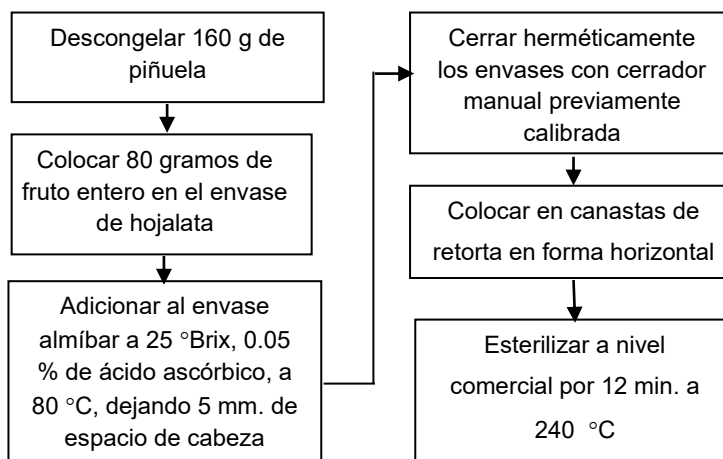 Descongelar 160 g de
piñuela
Colocar 80 gramos de
fruto entero en el envase
de hojalata
Adicionar al envase
almíbar a 25 °Brix, 0.05
% de ácido ascórbico, a
80 °C, dejando 5 mm. de
espacio de cabeza
Cerrar herméticamente
los envases con cerrador
manual previamente
calibrada
Colocar en canastas de
retorta en forma horizontal
Esterilizar a nivel
comercial por 12 min. a
240 °C